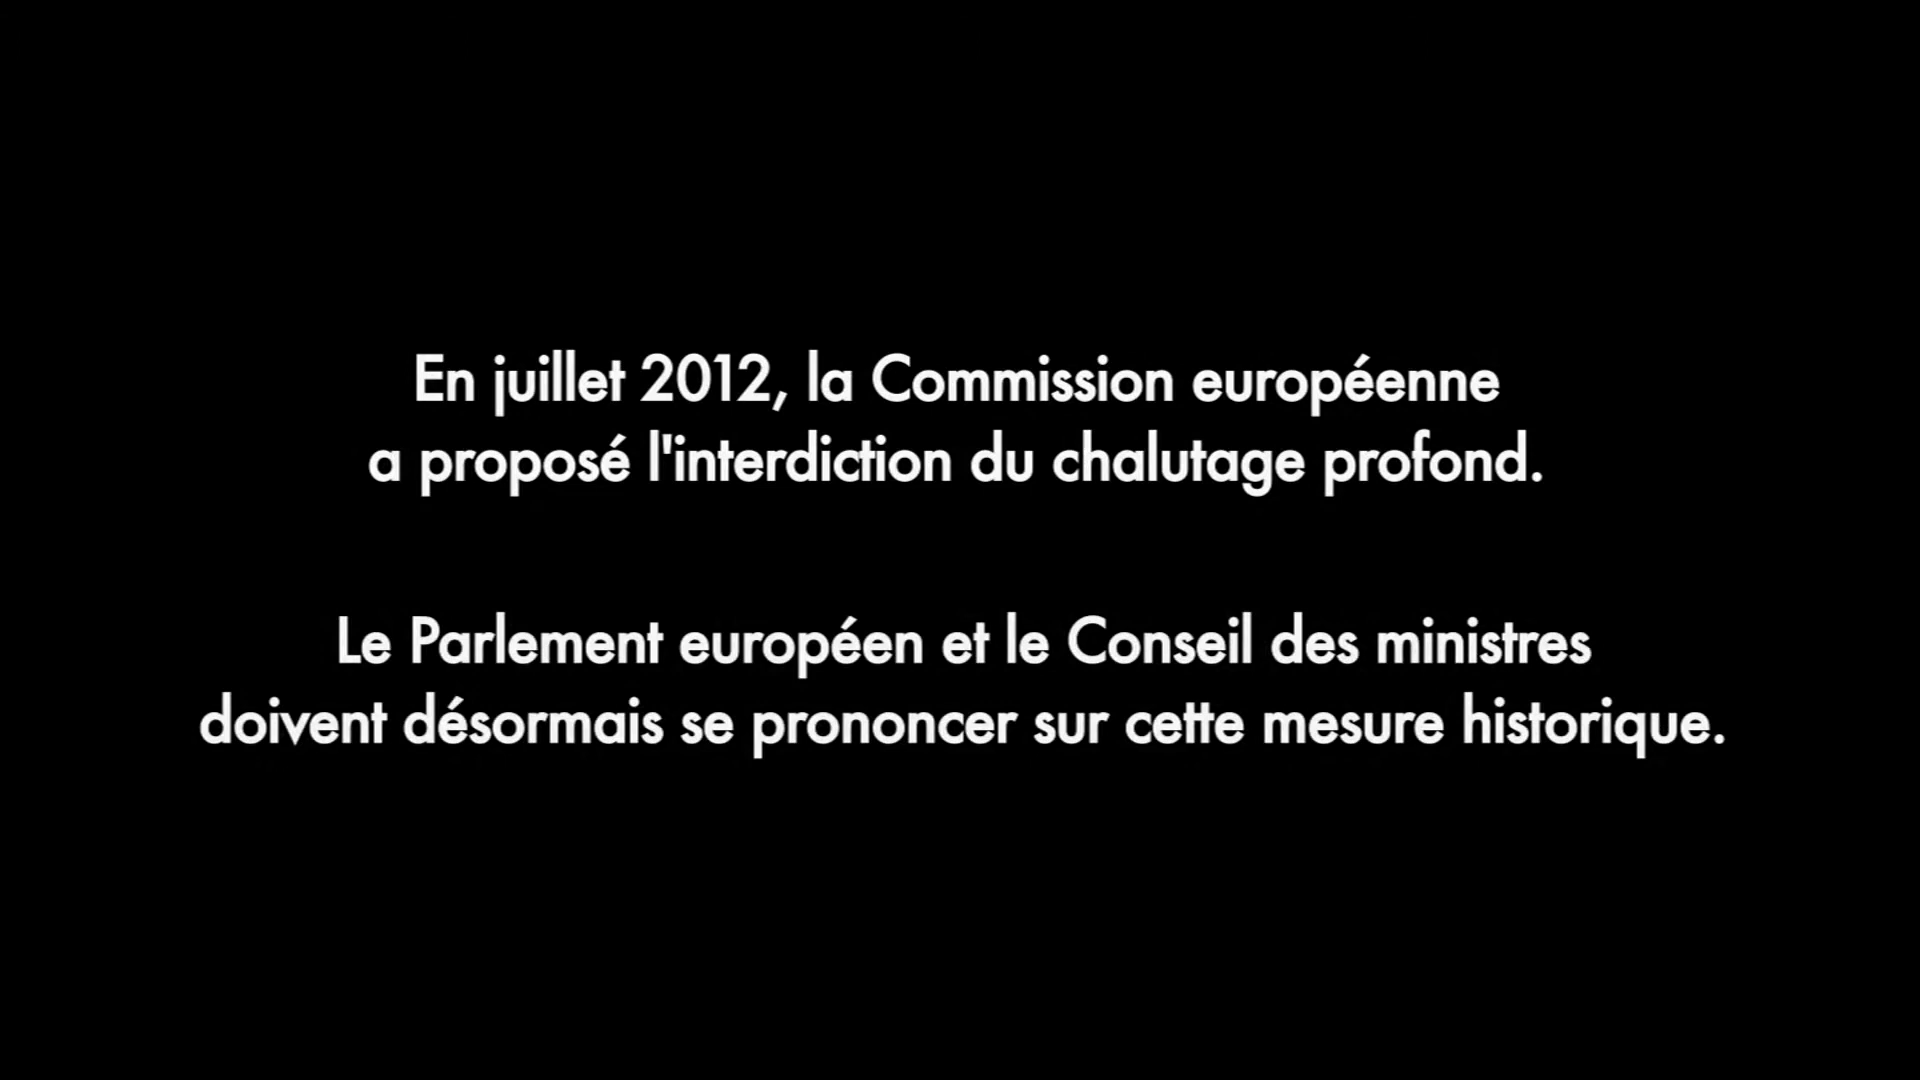 En juillet 2012, la Commission européenne
a proposé l'interdiction du chalutage profond.
Le Parlement européen et le Conseil des ministres
doivent désormais se prononcer sur cette mesure historique.